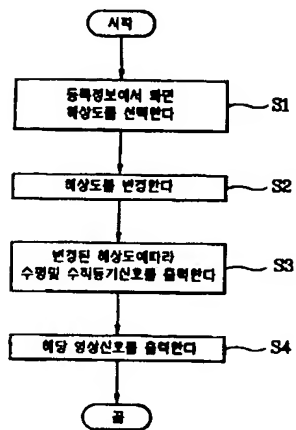 시작
등록정보에서 화면
해상도를 선택한다
S1
해상도를 변경한다
S2
변경된 해상도에따라
수평및 수직동기신호를 출력한다
S3
해당 영상신호를 출력한다
S4
끝